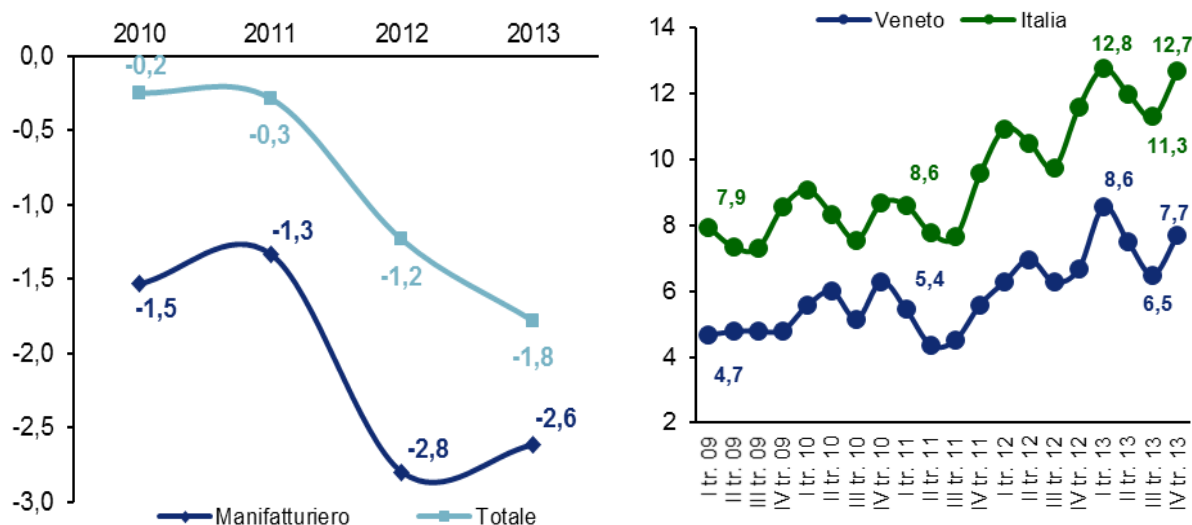 2010 2011 2012 2013
0,0
-0,5
-1,0
-1,5
-2,0
-2,5
-3,0
-0,2
-0,3
-1,2
-1,8
-1,5
-1,3
-2,8
-2,6
Manifatturiero Totale
Veneto Italia
14
12
10
8
6
4
2
7,9
8,6
12,8
12,7
11,3
4,7
5,4
8,6
7,7
6,5
I tr. 09
II tr. 09
III tr. 09
IV tr. 09
I tr. 10
II tr. 10
III tr. 10
IV tr. 10
I tr. 11
II tr. 11
III tr. 11
IV tr. 11
I tr. 12
II tr. 12
III tr. 12
IV tr. 12
I tr. 13
II tr. 13
III tr. 13
IV tr. 13